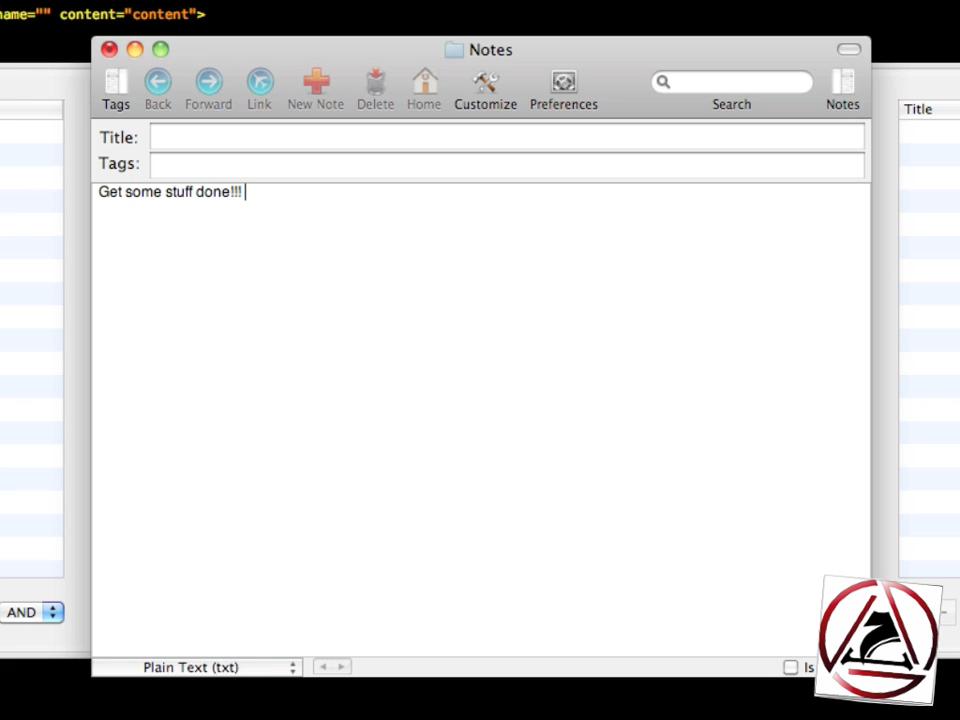 name="" content="content">
Notes
Tags Back Forward Link New Note Delete Home Customize Preferences Search Notes
Title:
Tags:
Title
Get some stuff done!!!
AND
Plain Text (txt)
Is